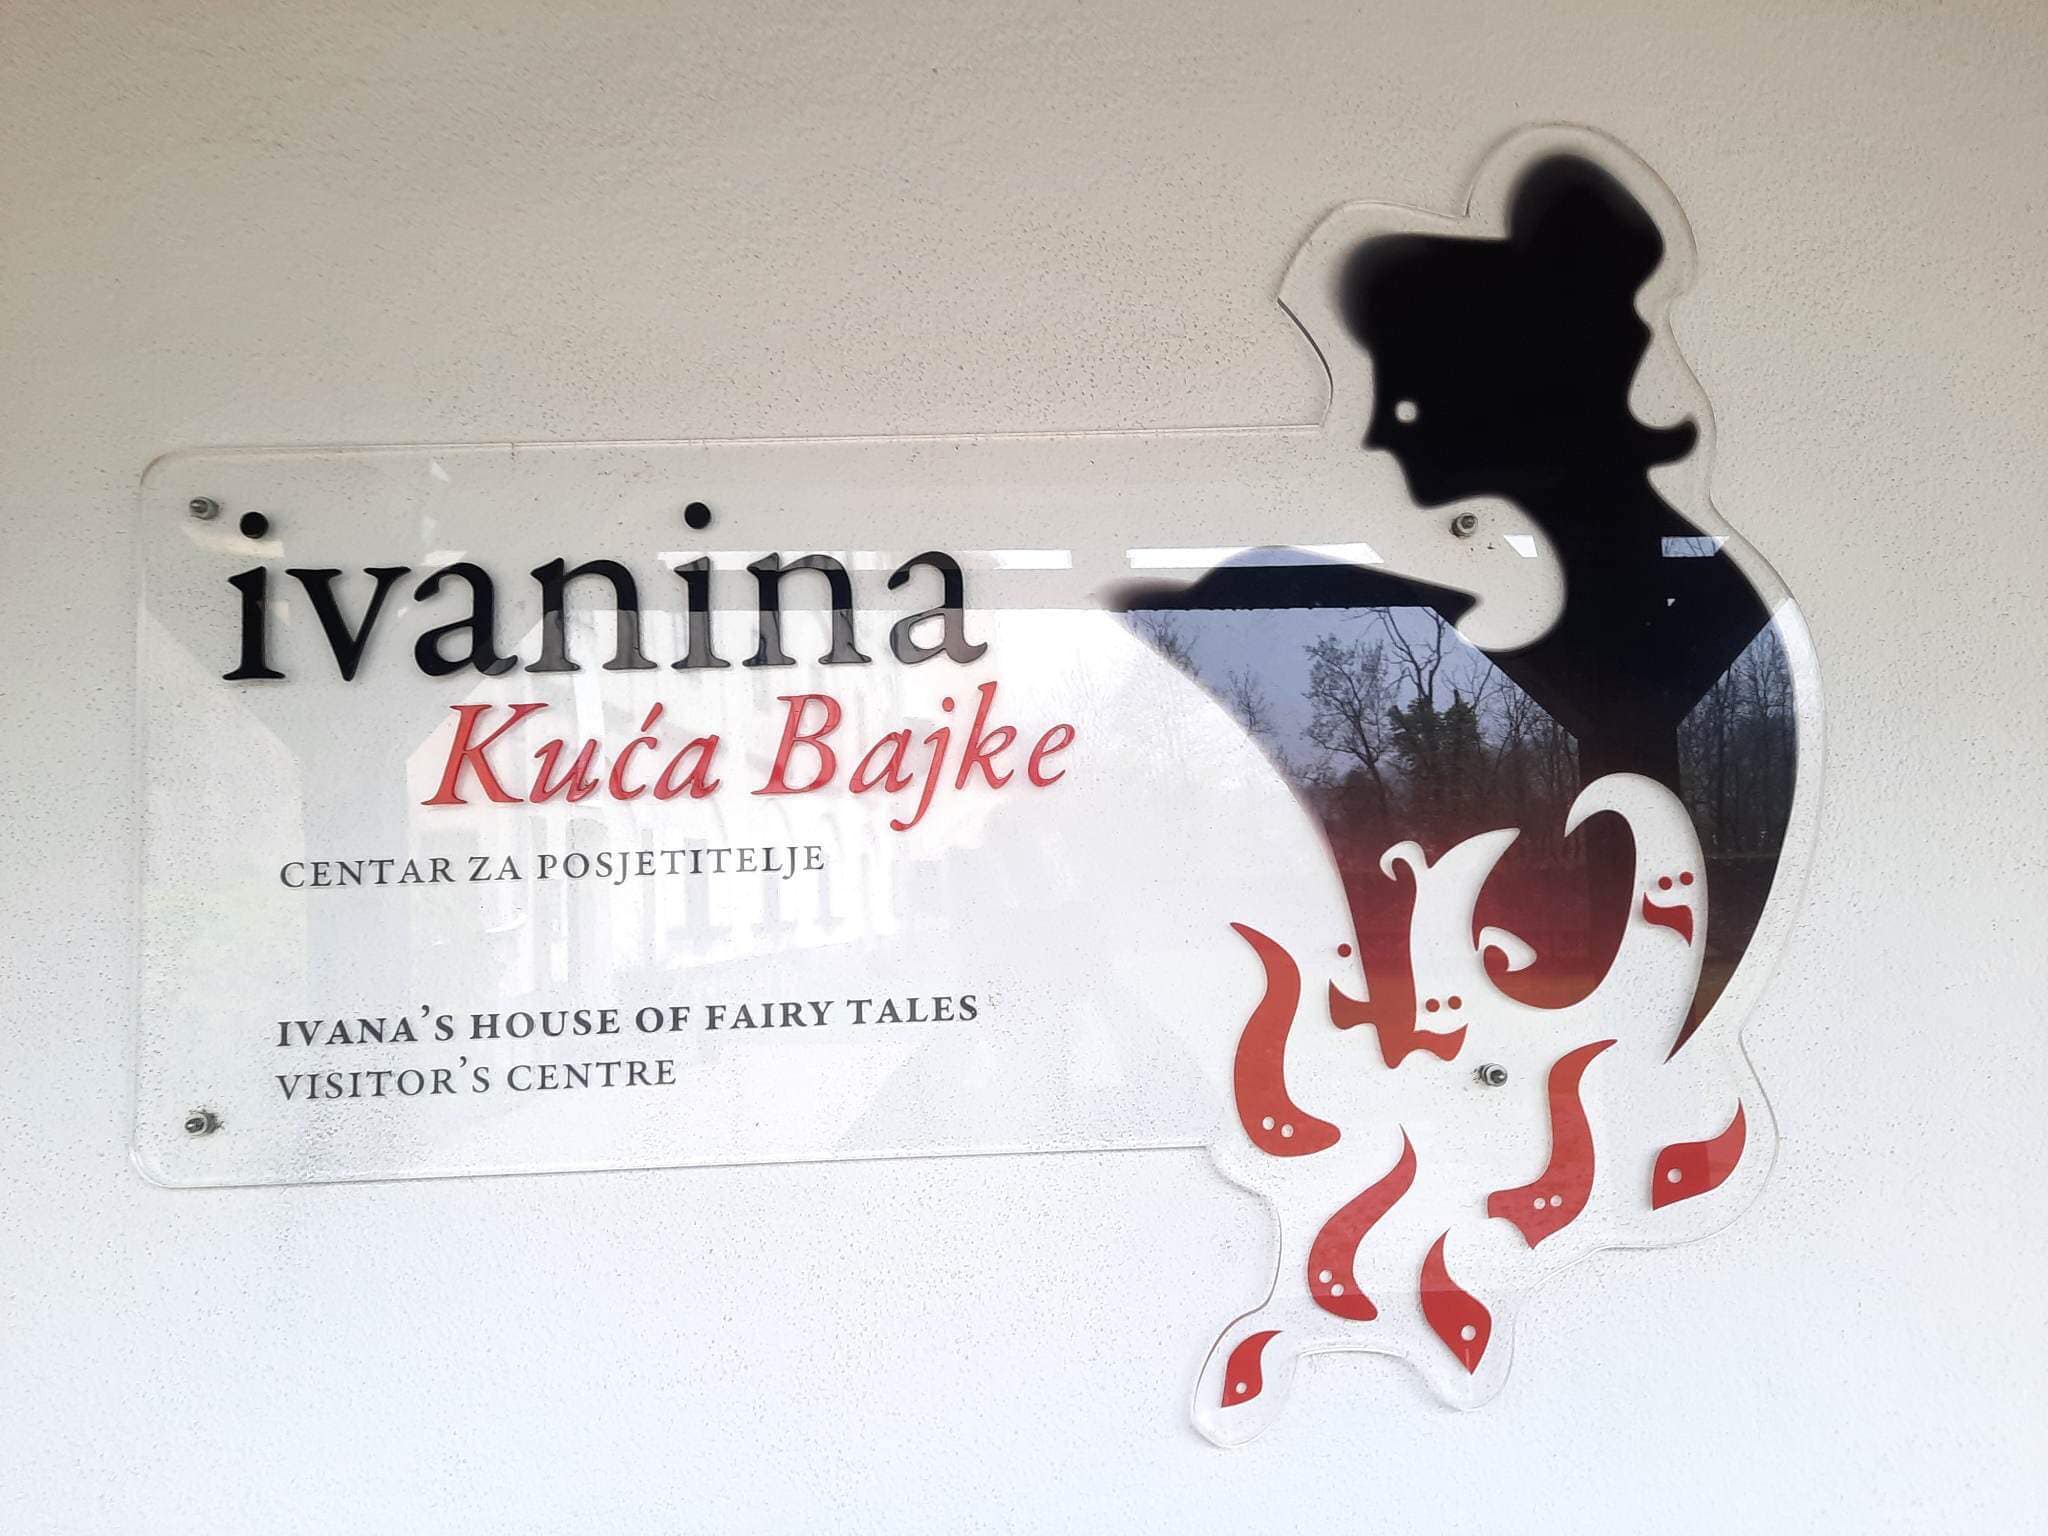 ivanina
Kuća Bajke
CENTAR ZA POSJETITELJE
IVANA'S HOUSE OF FAIRY TALES
VISITOR'S CENTRE